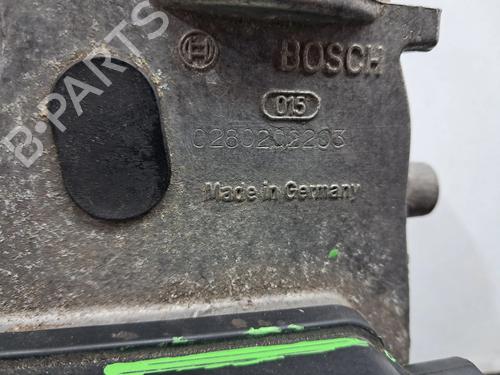 B-PARTS
BOSCH
015
0280202203
Made in Germany